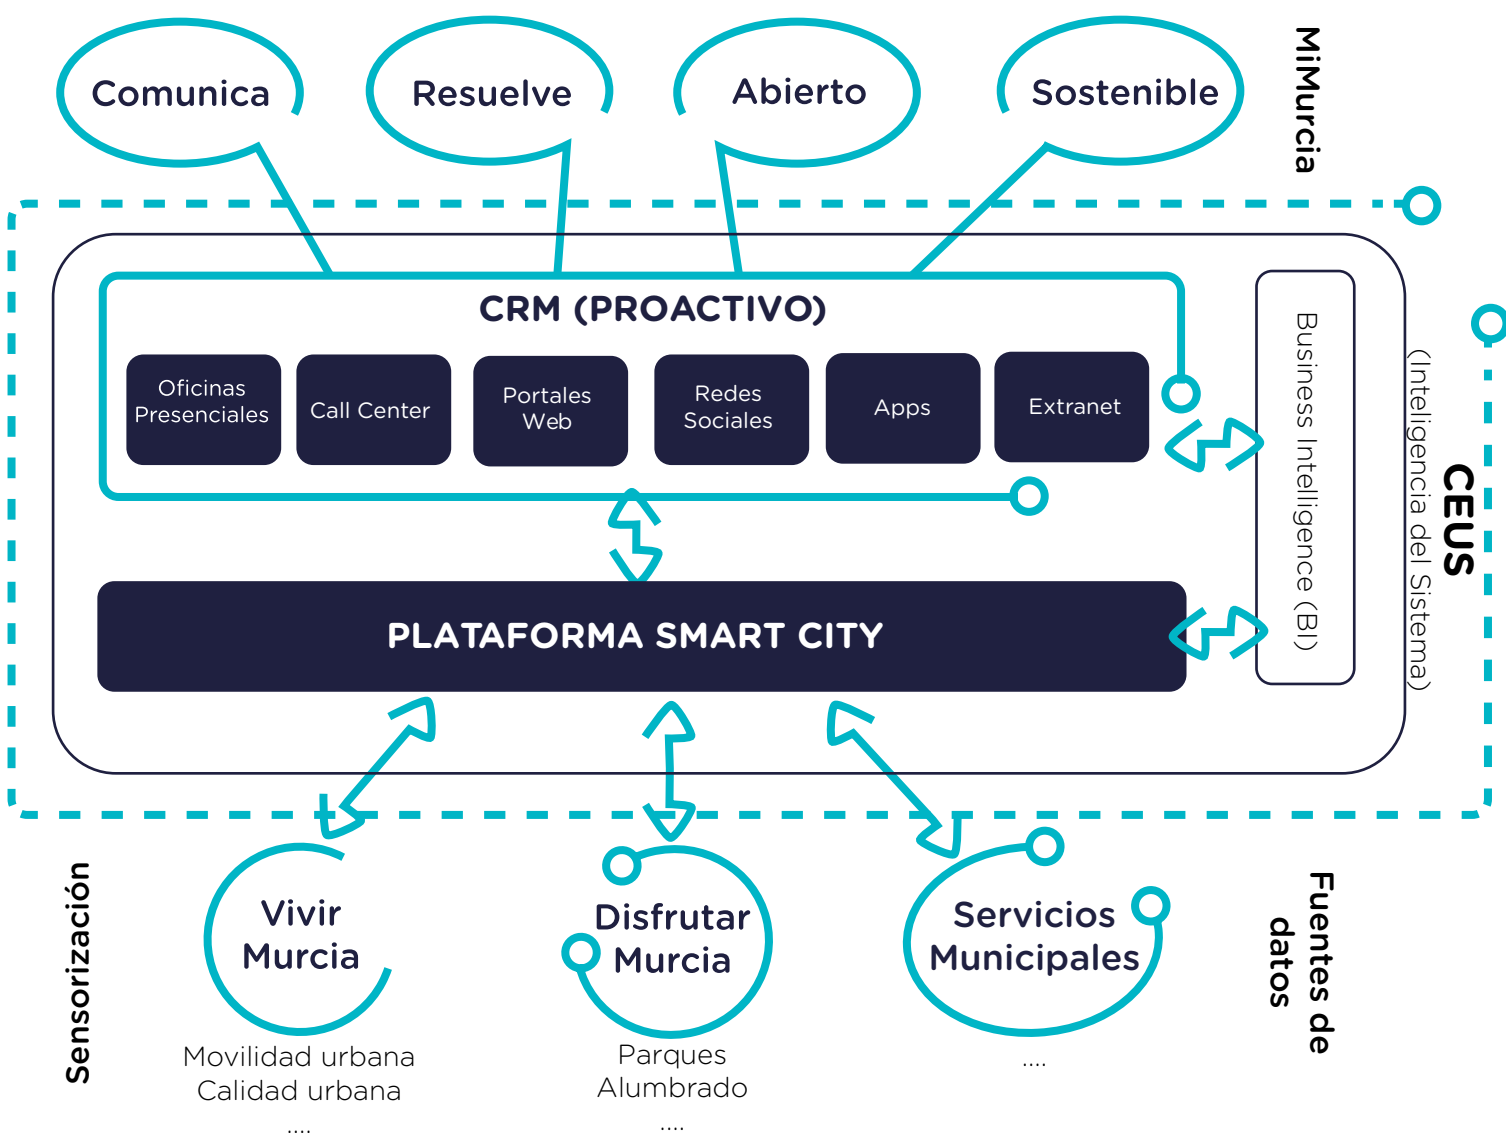 Comunica
Resuelve
Abierto
Sostenible
MiMurcia
CRM (PROACTIVO)
Oficinas
Presenciales
Call Center
Portales
Web
Redes
Sociales
Apps
Extranet
Business Intelligence (BI)
(Inteligencia del Sistema)
CEUS
PLATAFORMA SMART CITY
Sensorización
Vivir
Murcia
Movilidad urbana
Calidad urbana
....
Disfrutar
Murcia
Parques
Alumbrado
....
Servicios
Municipales
....
Fuentes de
datos